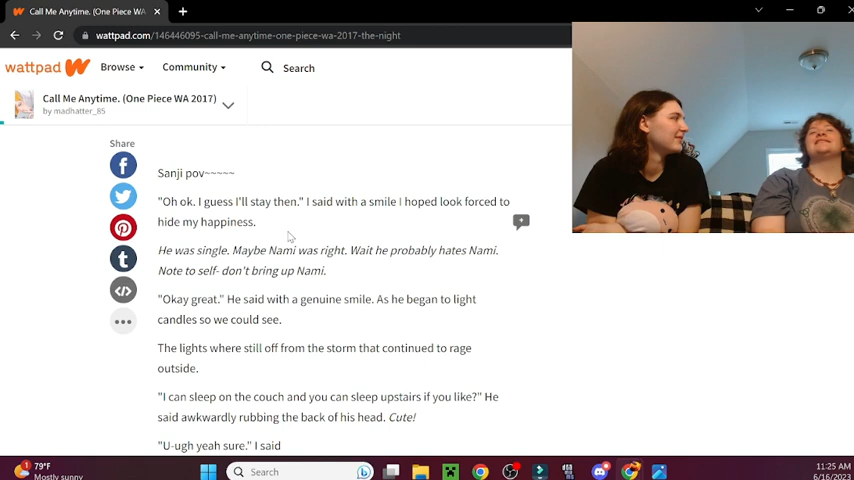 Call Me Anytime. (One Piece WA
wattpad.com/146446095-call-me-anytime-one-piece-wa-2017-the-night
wattpad Browse Community Search
Call Me Anytime. (One Piece WA 2017)
by madhatter_85
Share
Sanji pov~~~~~
"Oh ok. I guess I'll stay then." I said with a smile I hoped look forced to
hide my happiness.
He was single. Maybe Nami was right. Wait he probably hates Nami.
Note to self- don't bring up Nami.
"Okay great." He said with a genuine smile. As he began to light
candles so we could see.
The lights where still off from the storm that continued to rage
outside.
"I can sleep on the couch and you can sleep upstairs if you like?" He
said awkwardly rubbing the back of his head. Cute!
"U-ugh yeah sure." I said
1
79°F
Mostly sunny
Search
11:25 AM
6/16/2023